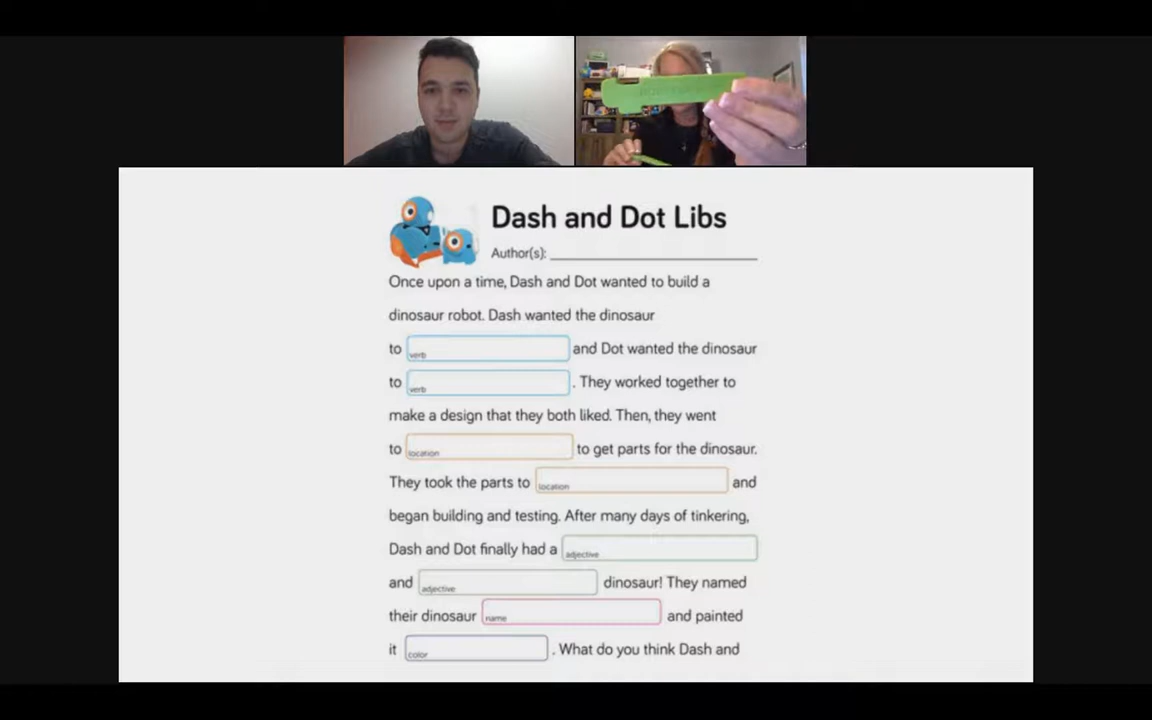 Dash and Dot Libs
Author(s):
Once upon a time, Dash and Dot wanted to build a
dinosaur robot. Dash wanted the dinosaur
to verb and Dot wanted the dinosaur
to verb . They worked together to
make a design that they both liked. Then, they went
to location to get parts for the dinosaur.
They took the parts to location and
began building and testing. After many days of tinkering,
Dash and Dot finally had a adjective
and adjective dinosaur! They named
their dinosaur name and painted
it color . What do you think Dash and